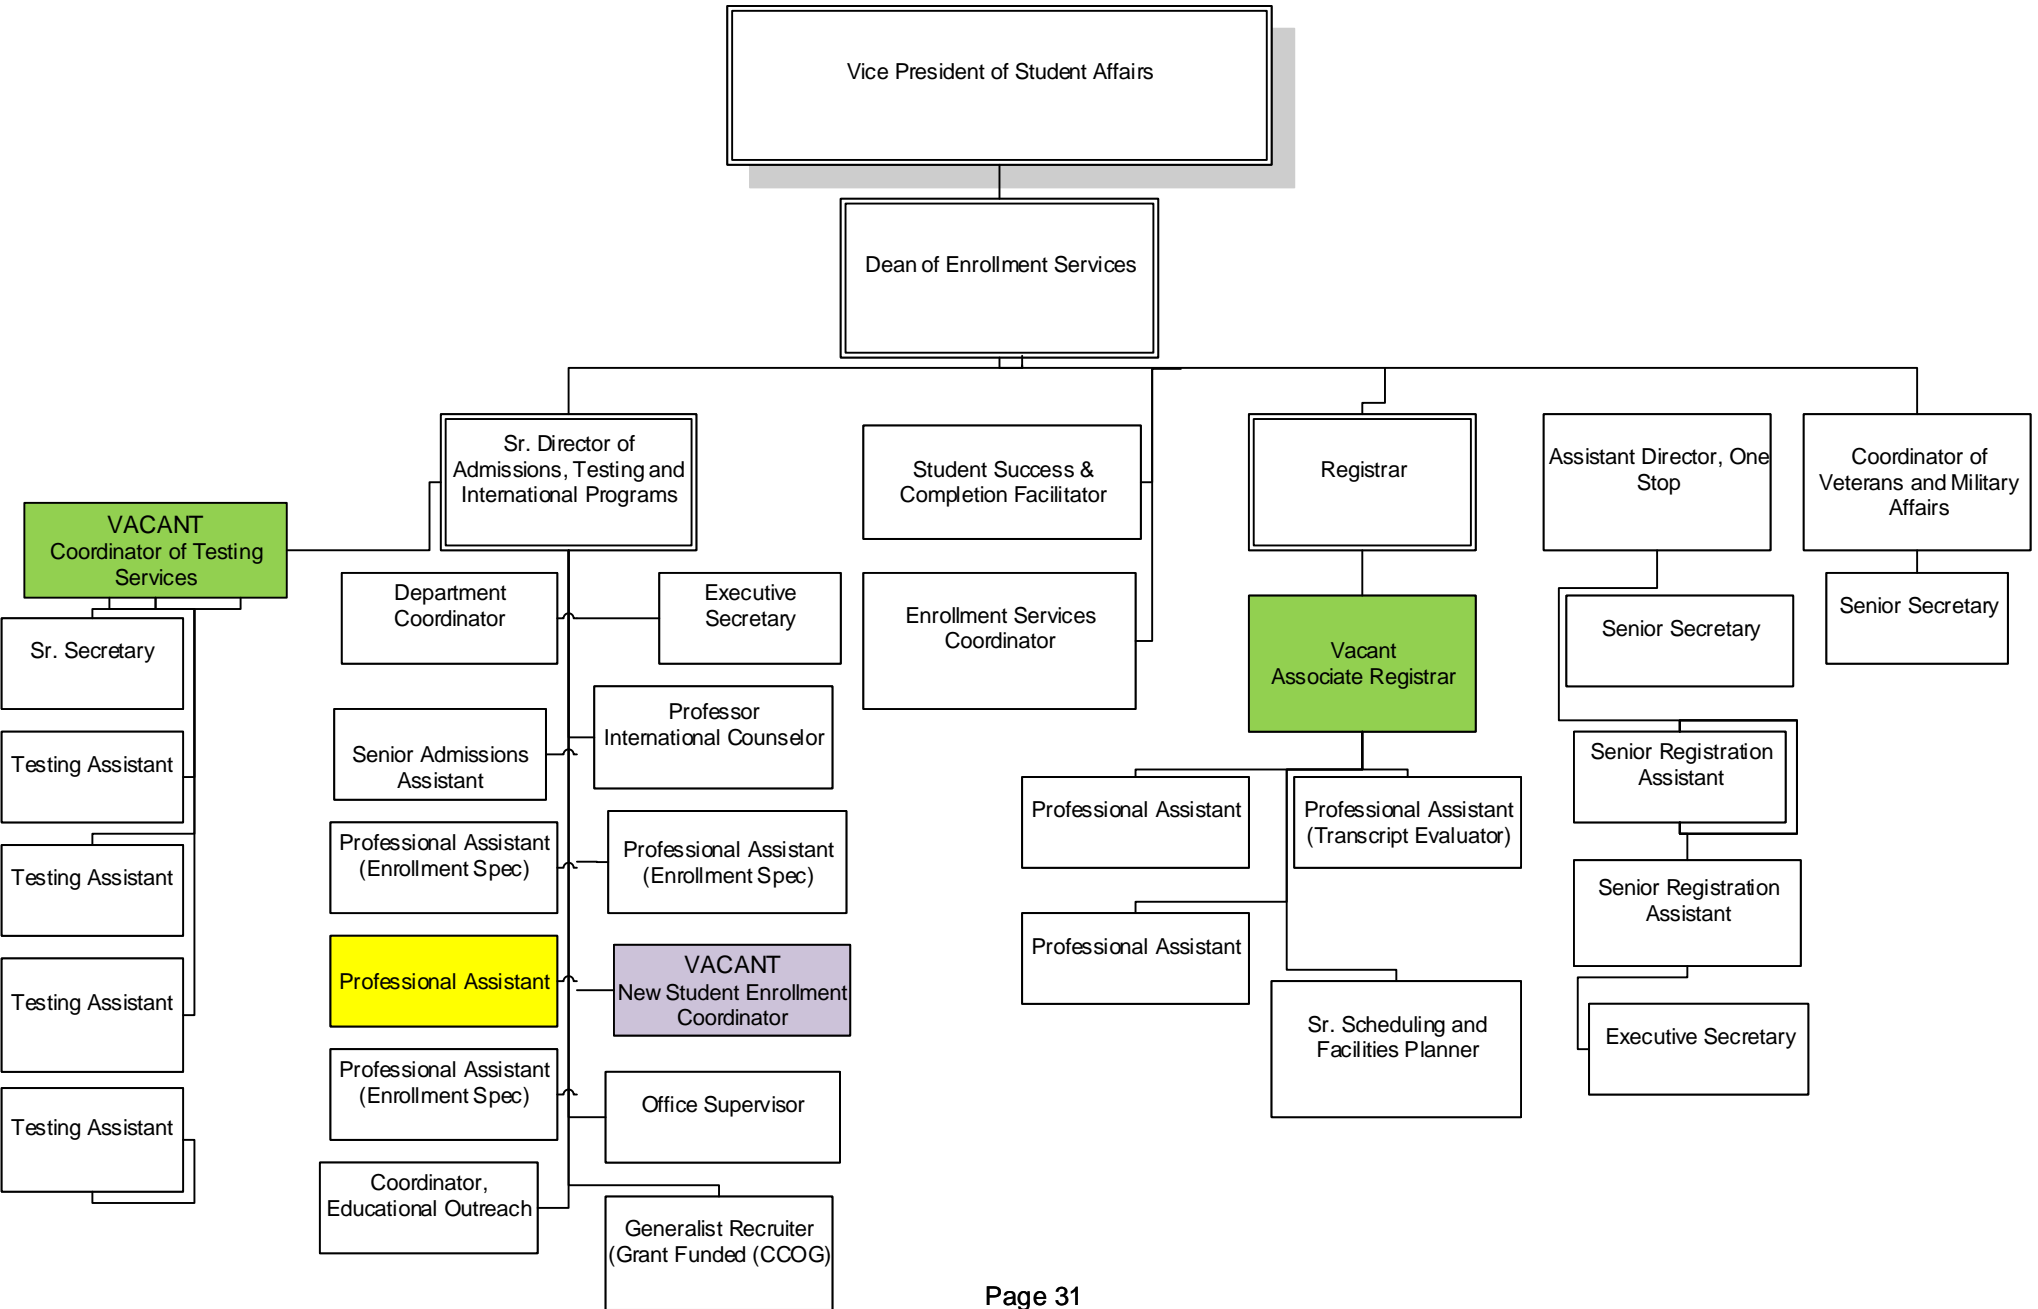 Vice President of Student Affairs
Dean of Enrollment Services
Sr. Director of
Admissions, Testing and
International Programs
Student Success &
Completion Facilitator
Registrar
Assistant Director, One
Stop
Coordinator of
Veterans and Military
Affairs
VACANT
Coordinator of Testing
Services
Department
Coordinator
Executive
Secretary
Enrollment Services
Coordinator
Vacant
Associate Registrar
Senior Secretary
Senior Secretary
Sr. Secretary
Professor
International Counselor
Senior Admissions
Assistant
Testing Assistant
Senior Registration
Assistant
Professional Assistant
Professional Assistant
(Transcript Evaluator)
Professional Assistant
(Enrollment Spec)
Professional Assistant
(Enrollment Spec)
Testing Assistant
Senior Registration
Assistant
Professional Assistant
Professional Assistant
VACANT
New Student Enrollment
Coordinator
Testing Assistant
Sr. Scheduling and
Facilities Planner
Executive Secretary
Professional Assistant
(Enrollment Spec)
Office Supervisor
Testing Assistant
Coordinator,
Educational Outreach
Generalist Recruiter
(Grant Funded (CCOG)
Page 31